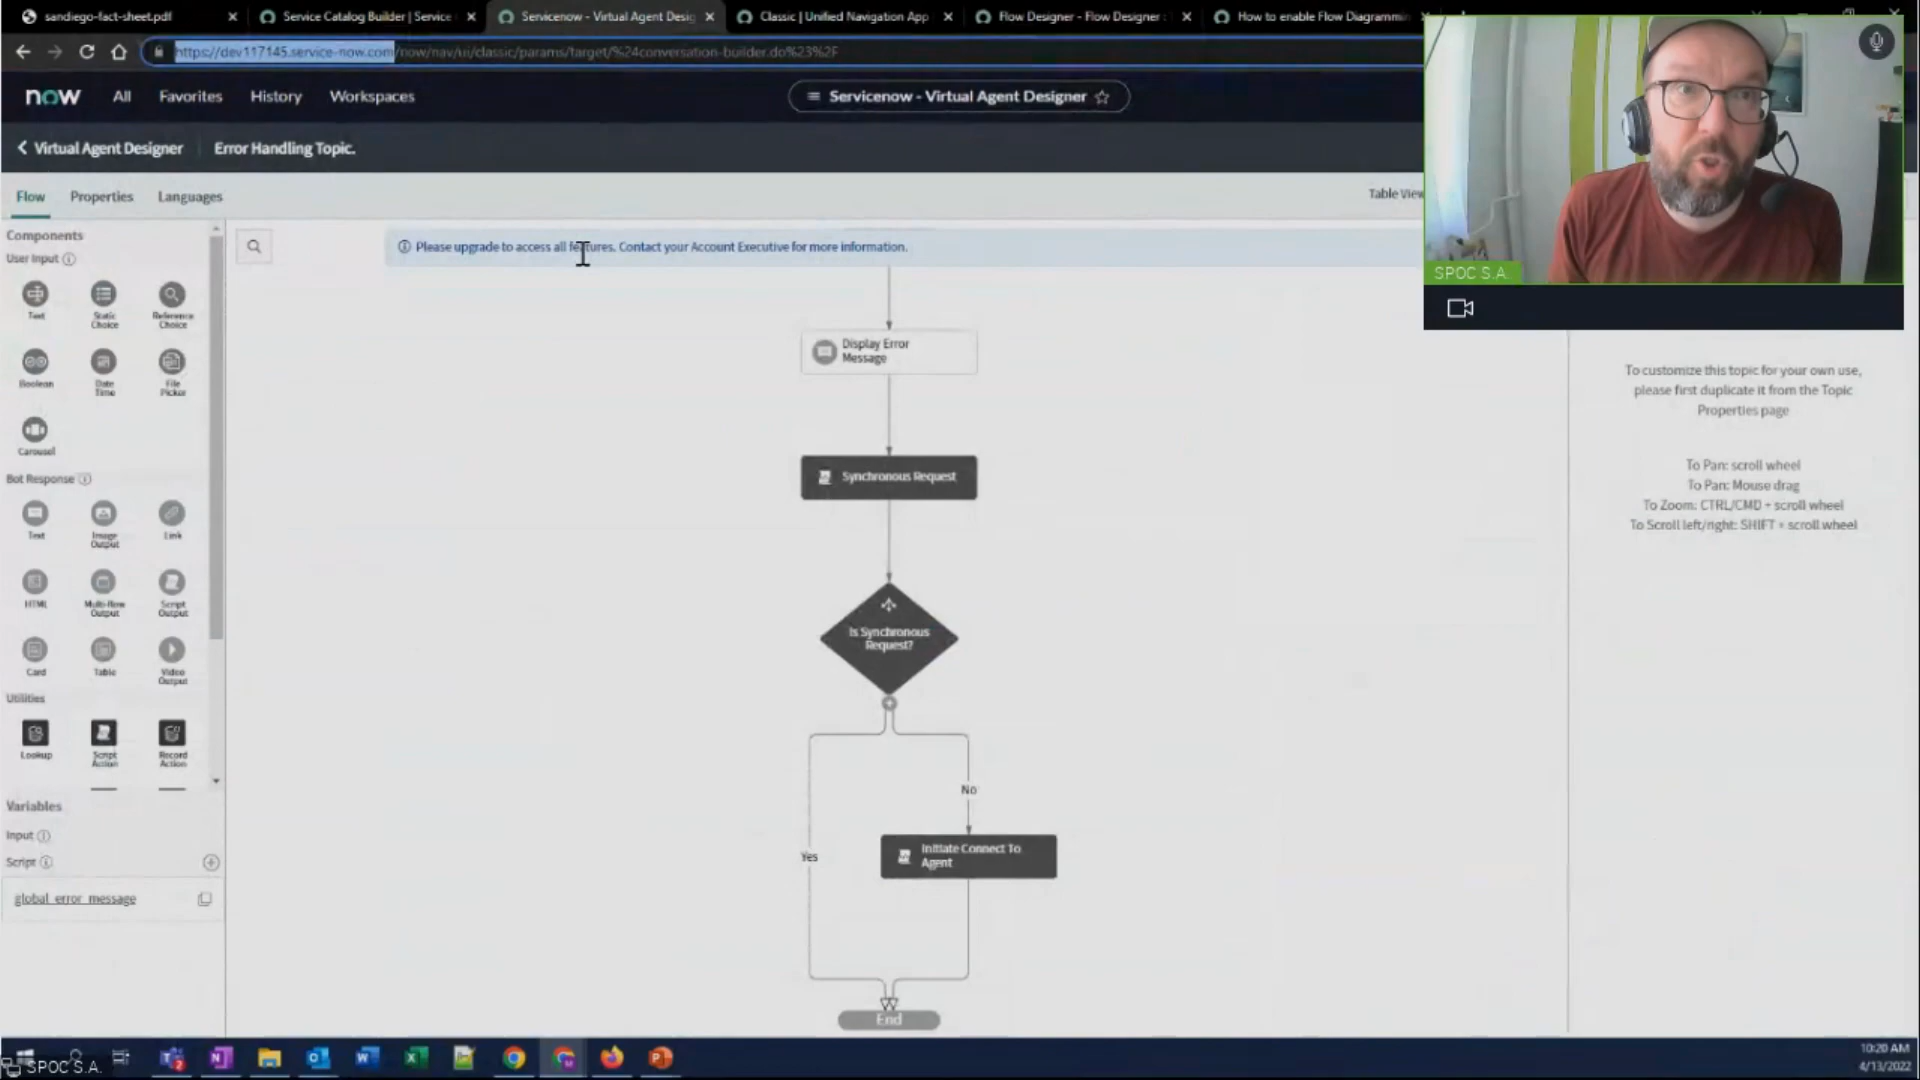 sandiego-fact-sheet.pdf
Service Catalog Builder | Service
Servicenow - Virtual Agent Desig
Classic | Unified Navigation App
Flow Designer - Flow Designer :
How to enable Flow Diagrammin
https://dev117145.service-now.com/now/nav/ui/classic/params/target/%24conversation-builder.do%23%2F
now
All
Favorites
History
Workspaces
Servicenow - Virtual Agent Designer
Virtual Agent Designer
Error Handling Topic.
Flow
Properties
Languages
Table View
Components
User Input
Text
Static
Choice
Reference
Choice
Boolean
Date
Time
File
Picker
Carousel
Bot Response
Text
Image
Output
Link
HTML
Multi-flow
Output
Script
Output
Card
Table
Video
Output
Utilities
Lookup
Script
Action
Record
Action
Variables
Input
Script
global_error_message
Please upgrade to access all features. Contact your Account Executive for more information.
Display Error
Message
Synchronous Request
Is Synchronous
Request?
No
Yes
Initiate Connect To
Agent
End
SPOC S.A.
To customize this topic for your own use,
please first duplicate it from the Topic
Properties page
To Pan: scroll wheel
To Pan: Mouse drag
To Zoom: CTRL/CMD + scroll wheel
To Scroll left/right: SHIFT + scroll wheel
SPOC S.A.
10:20 AM
4/13/2022